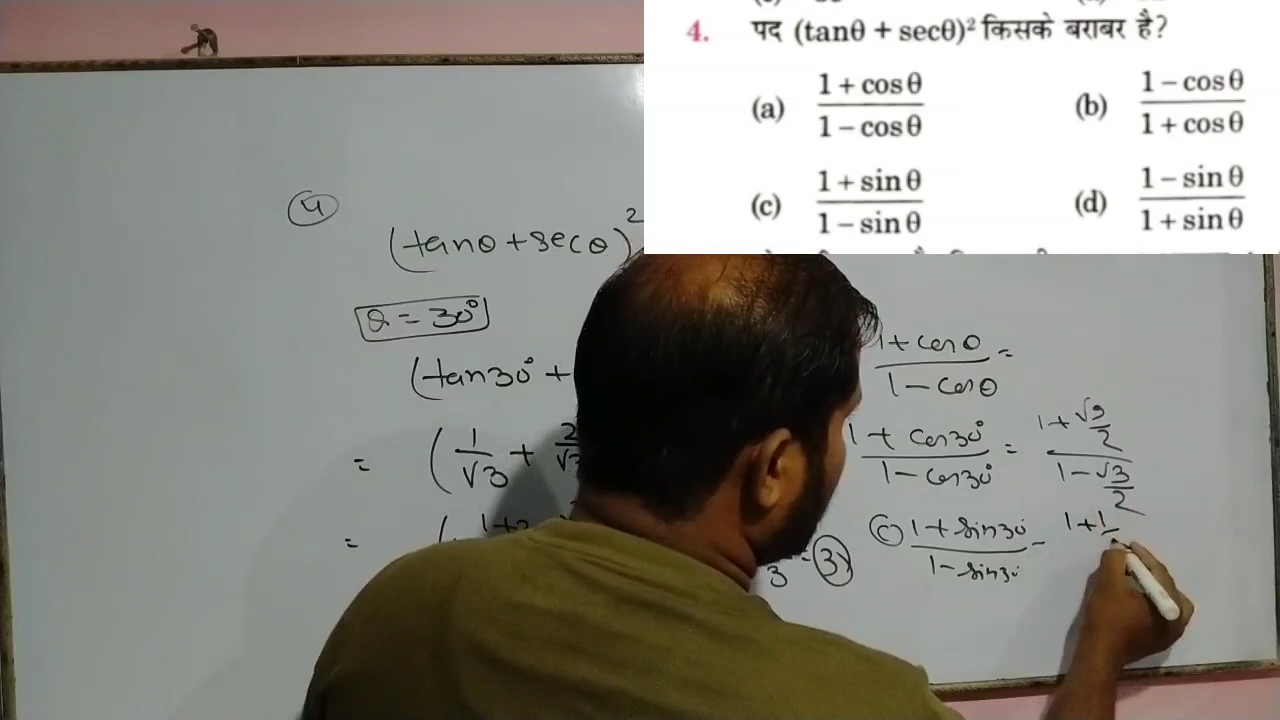 4. पद (tanθ + secθ)² किसके बराबर है?
(a) (1 + cosθ)/(1 − cosθ) (b) (1 − cosθ)/(1 + cosθ)
(c) (1 + sinθ)/(1 − sinθ) (d) (1 − sinθ)/(1 + sinθ)
4
(tanθ + secθ)²
θ = 30°
(tan30° +
= (1/√3 + 2/
=
3 = 3
(1 + cosθ)/(1 − cosθ) =
(1 + cos30°)/(1 − cos30°) = (1 + √3/2)/(1 − √3/2)
(c) (1 + sin30)/(1 − sin30) = 1 + 1/